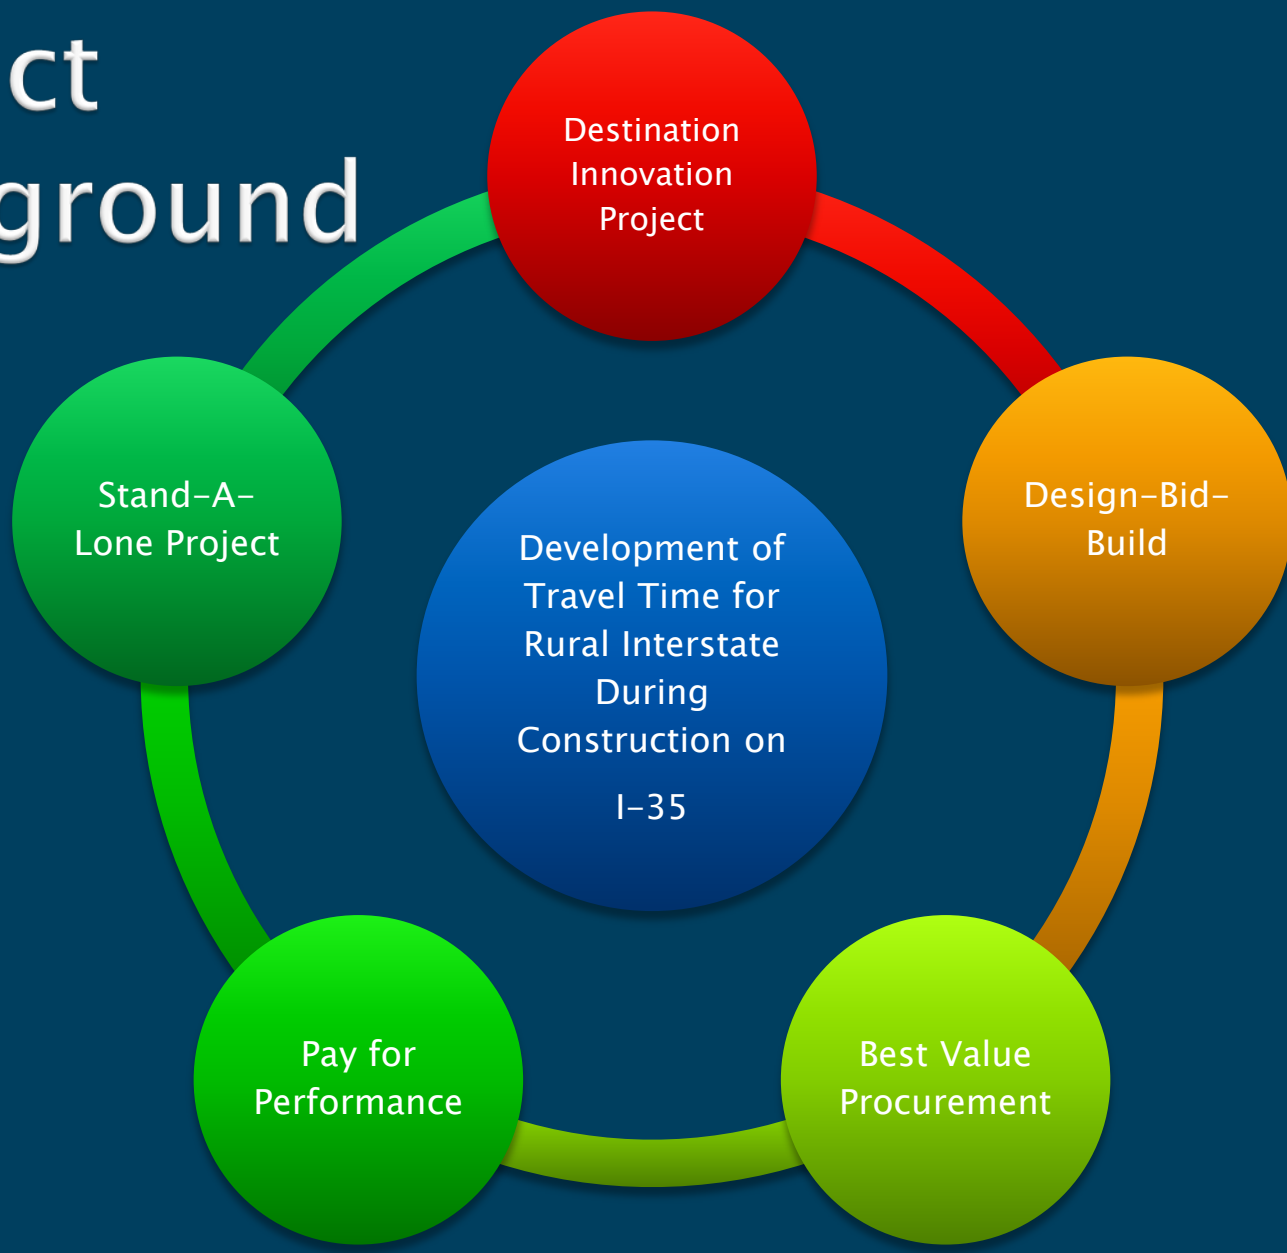 ct
ground
Destination
Innovation
Project
Stand-A-
Lone Project
Design-Bid-
Build
Development of
Travel Time for
Rural Interstate
During
Construction on
I-35
Pay for
Performance
Best Value
Procurement